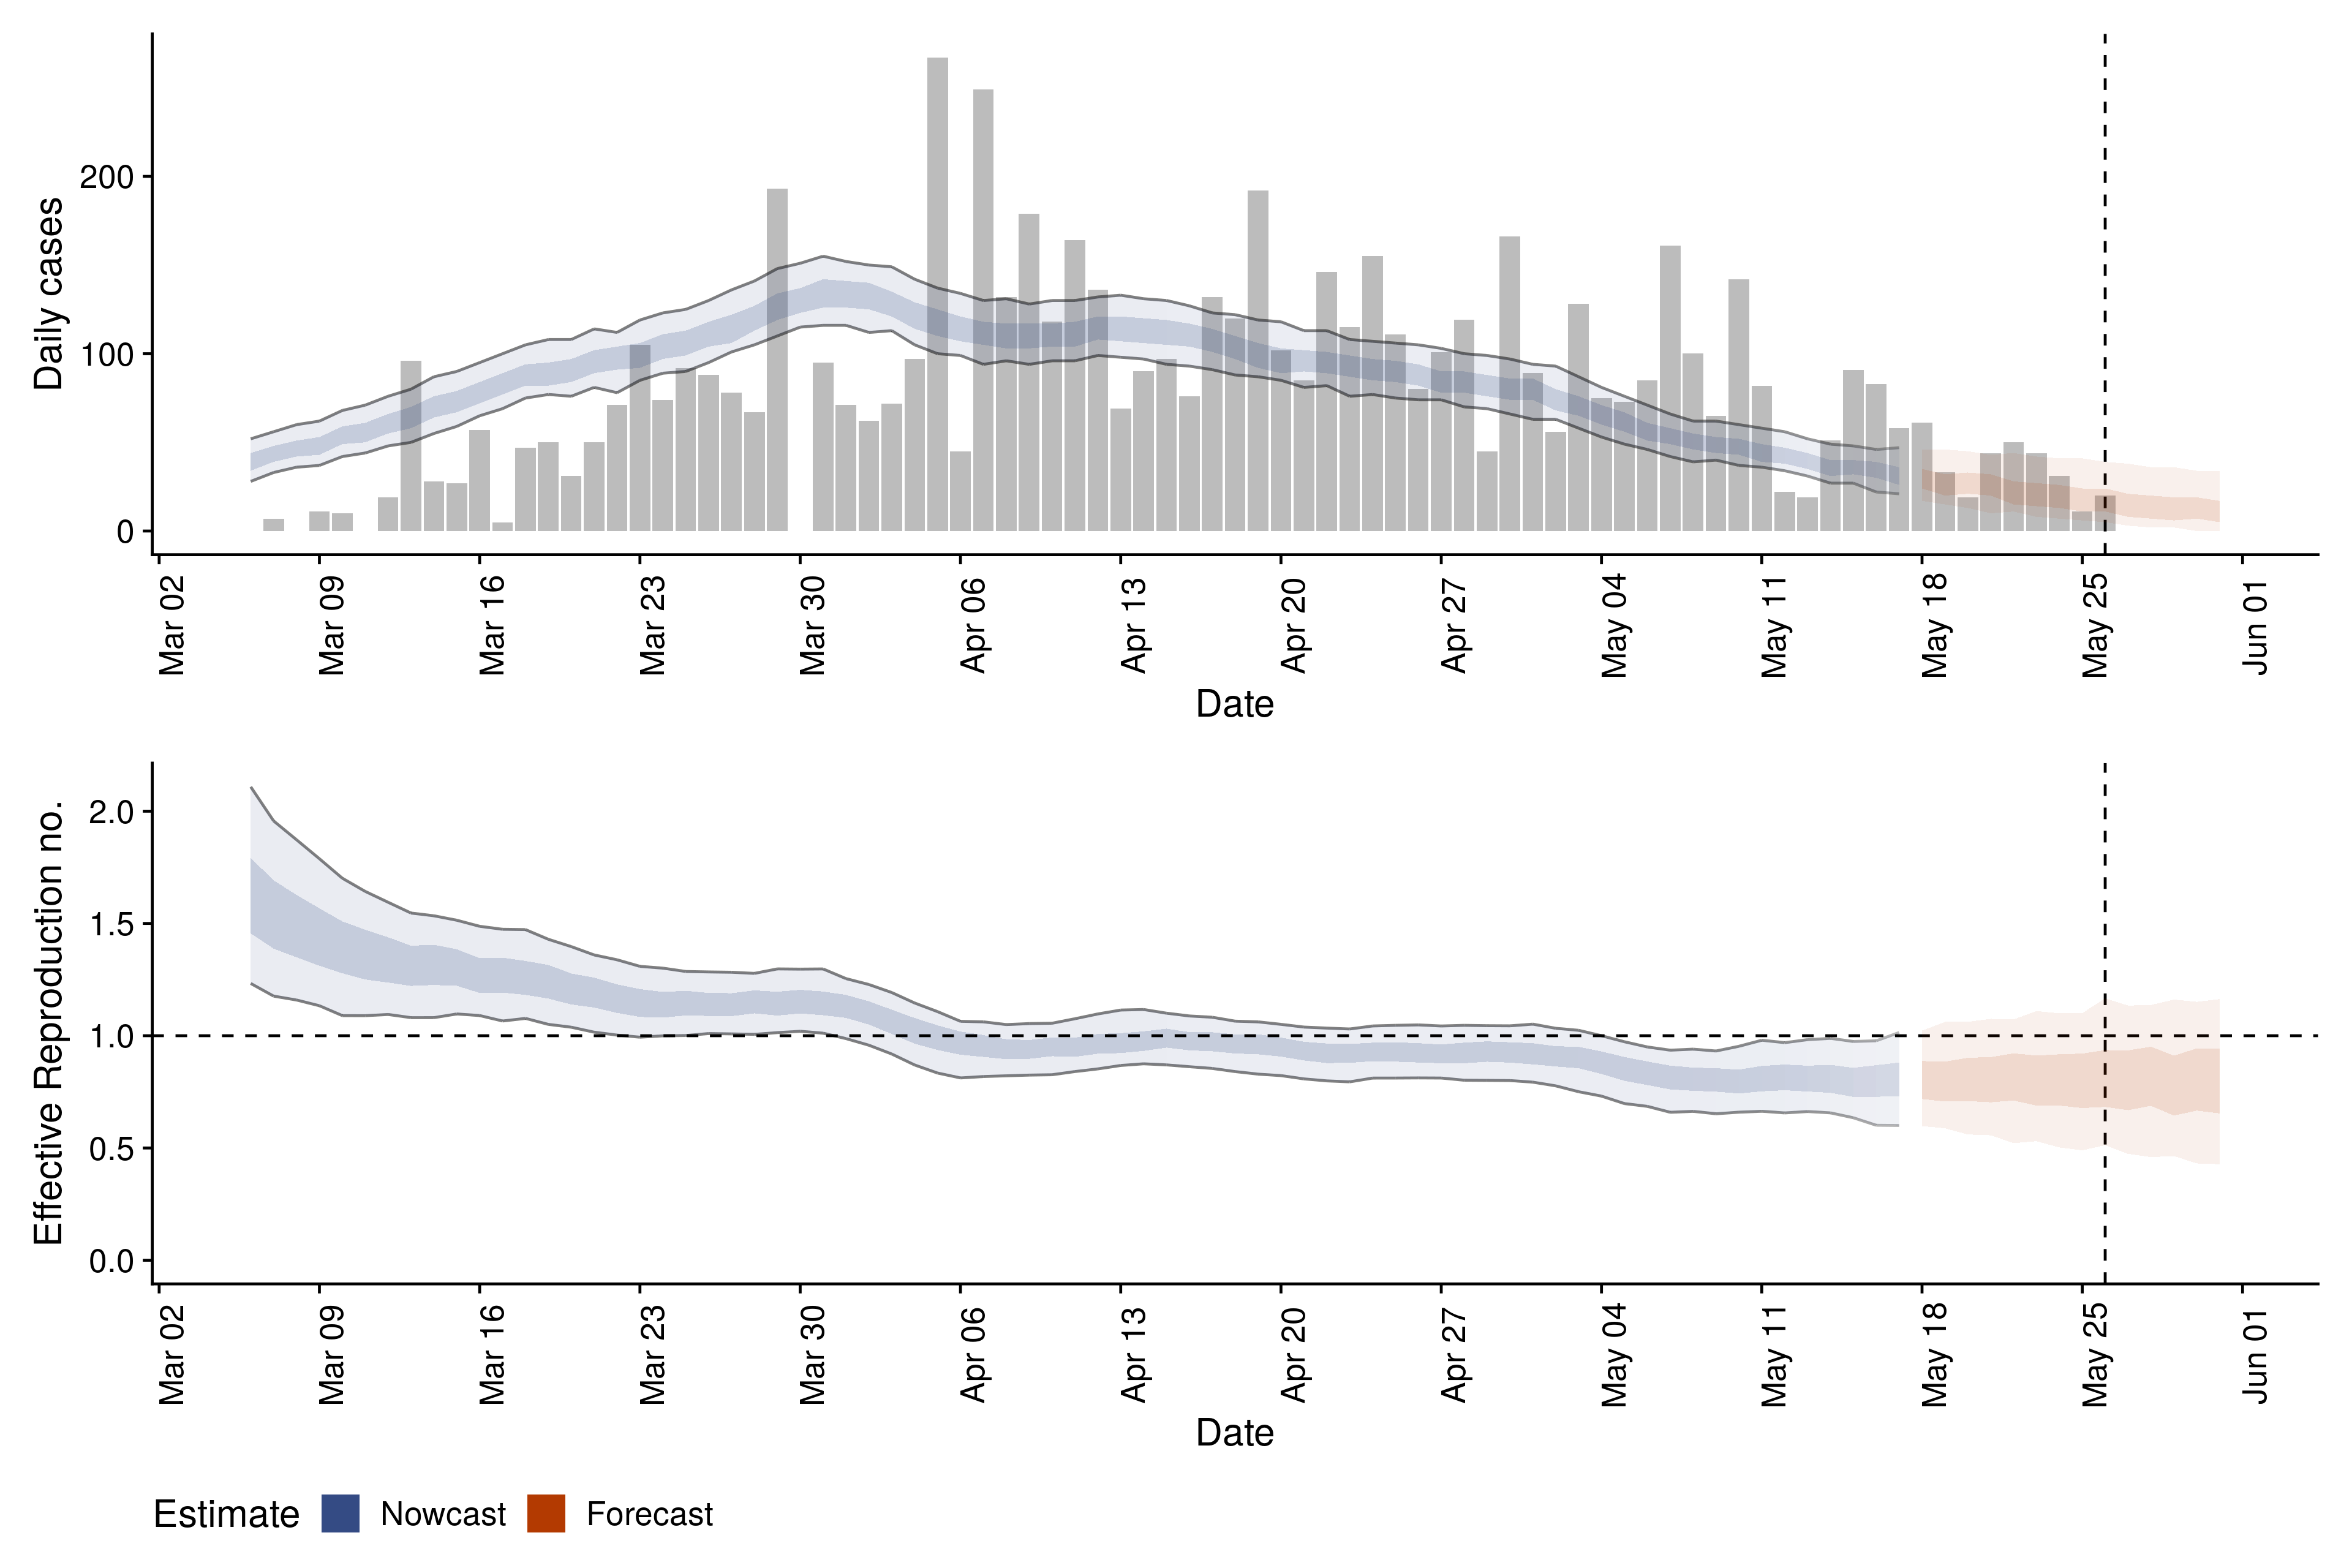 Daily cases
200
100
0
Mar 02
Mar 09
Mar 16
Mar 23
Mar 30
Apr 06
Apr 13
Apr 20
Apr 27
May 04
May 11
May 18
May 25
Jun 01
Date
Effective Reproduction no.
2.0
1.5
1.0
0.5
0.0
Mar 02
Mar 09
Mar 16
Mar 23
Mar 30
Apr 06
Apr 13
Apr 20
Apr 27
May 04
May 11
May 18
May 25
Jun 01
Date
Estimate Nowcast Forecast